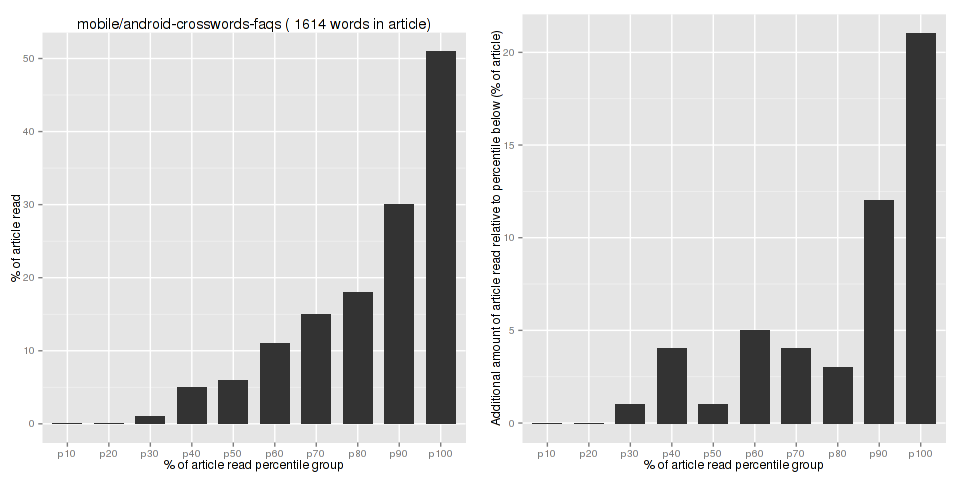 mobile/android-crosswords-faqs ( 1614 words in article)
% of article read
50
40
30
20
10
0
p10 p20 p30 p40 p50 p60 p70 p80 p90 p100
% of article read percentile group
Additional amount of article read relative to percentile below (% of article)
20
15
10
5
0
p10 p20 p30 p40 p50 p60 p70 p80 p90 p100
% of article read percentile group